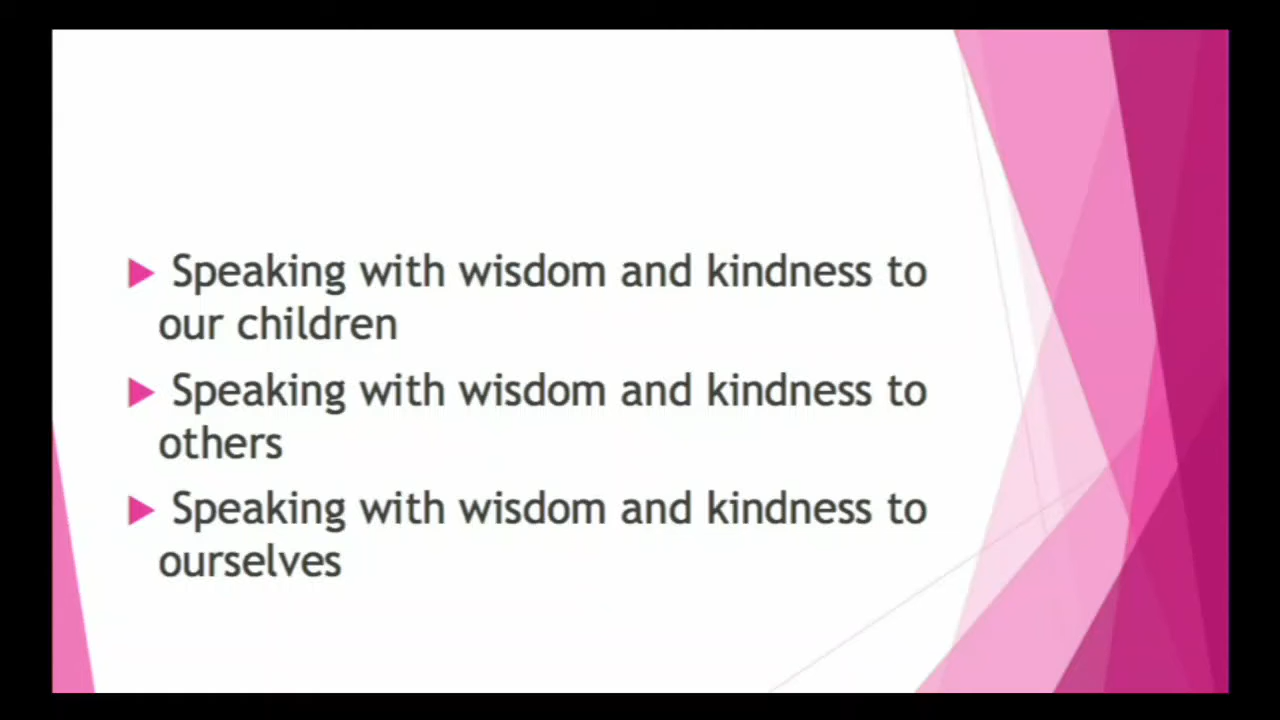 Speaking with wisdom and kindness to
our children
Speaking with wisdom and kindness to
others
Speaking with wisdom and kindness to
ourselves